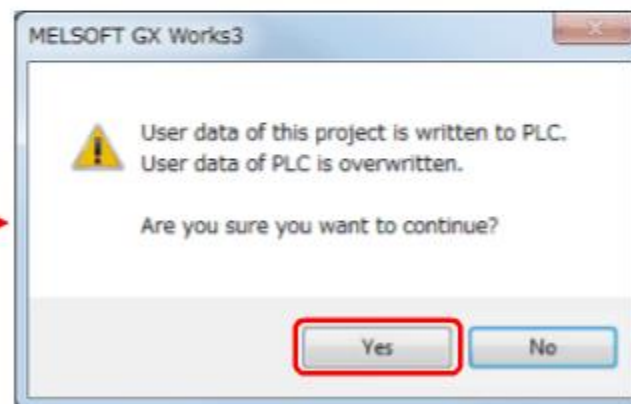 MELSOFT GX Works3
User data of this project is written to PLC.
User data of PLC is overwritten.
Are you sure you want to continue?
Yes
No